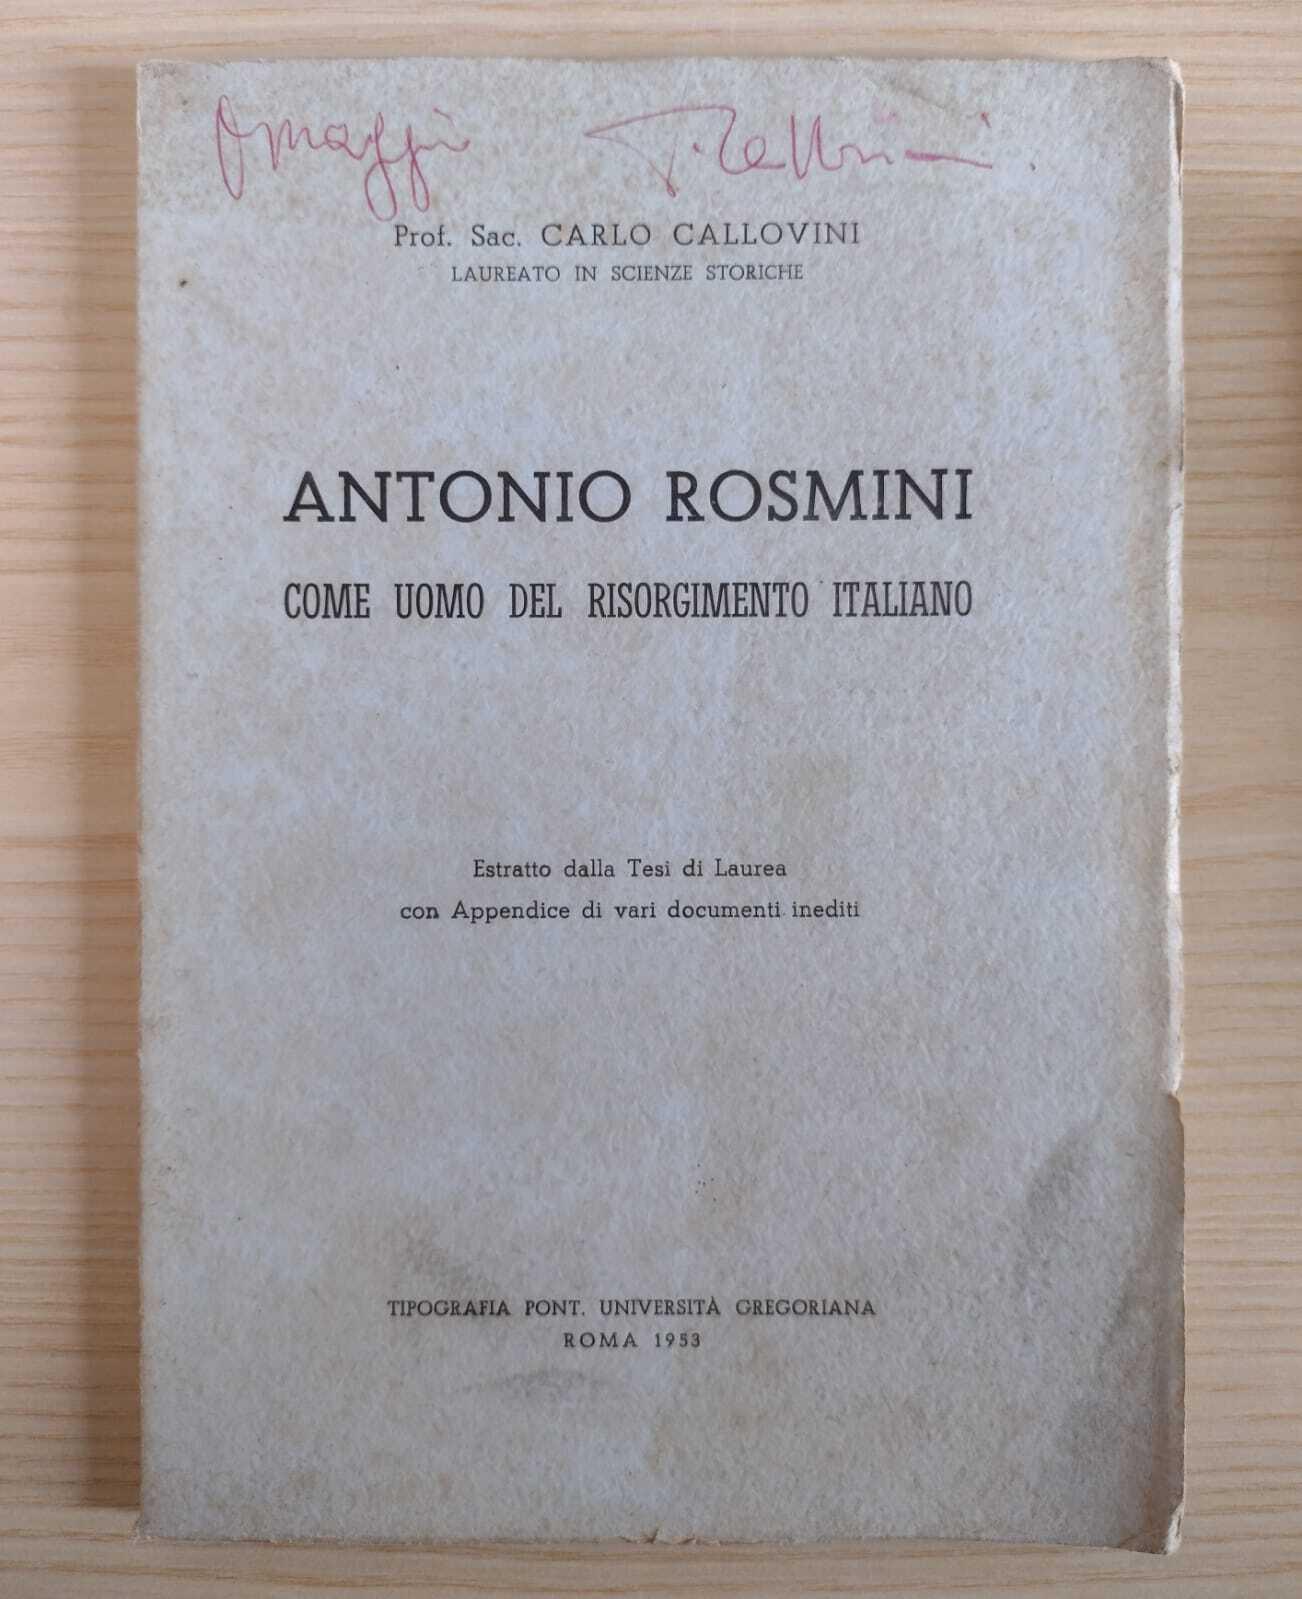 Omaggio
Prof. Sac. CARLO CALLOVINI
LAUREATO IN SCIENZE STORICHE
ANTONIO ROSMINI
COME UOMO DEL RISORGIMENTO ITALIANO
Estratto dalla Tesi di Laurea
con Appendice di vari documenti inediti
TIPOGRAFIA PONT. UNIVERSITÀ GREGORIANA
ROMA 1953